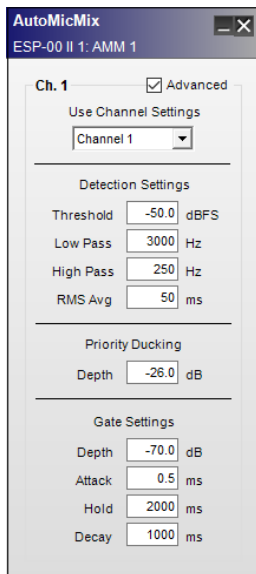 AutoMicMix
ESP-00 II 1: AMM 1
Ch. 1 Advanced
Use Channel Settings
Channel 1
Detection Settings
Threshold -50.0 dBFS
Low Pass 3000 Hz
High Pass 250 Hz
RMS Avg 50 ms
Priority Ducking
Depth -26.0 dB
Gate Settings
Depth -70.0 dB
Attack 0.5 ms
Hold 2000 ms
Decay 1000 ms